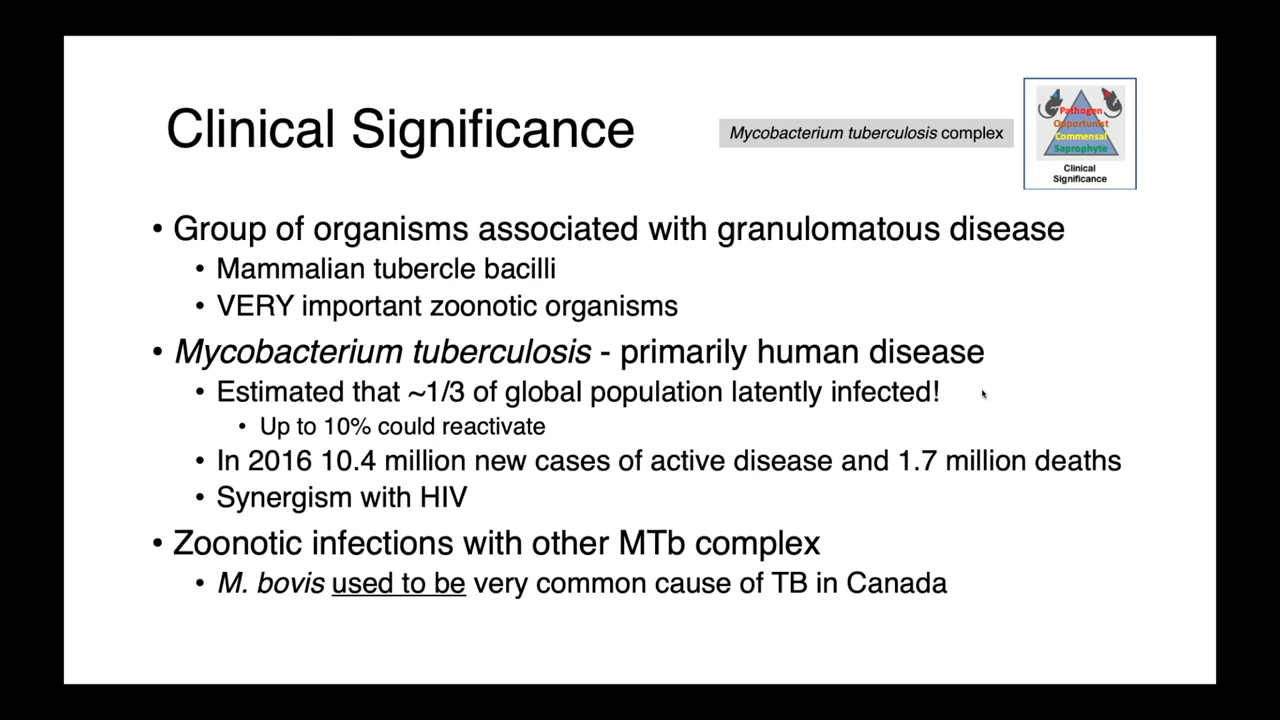 Clinical Significance
Mycobacterium tuberculosis complex
Pathogen
Opportunist
Commensal
Saprophyte
Clinical
Significance
• Group of organisms associated with granulomatous disease
• Mammalian tubercle bacilli
• VERY important zoonotic organisms
• Mycobacterium tuberculosis - primarily human disease
• Estimated that ~1/3 of global population latently infected!
• Up to 10% could reactivate
• In 2016 10.4 million new cases of active disease and 1.7 million deaths
• Synergism with HIV
• Zoonotic infections with other MTb complex
• M. bovis used to be very common cause of TB in Canada